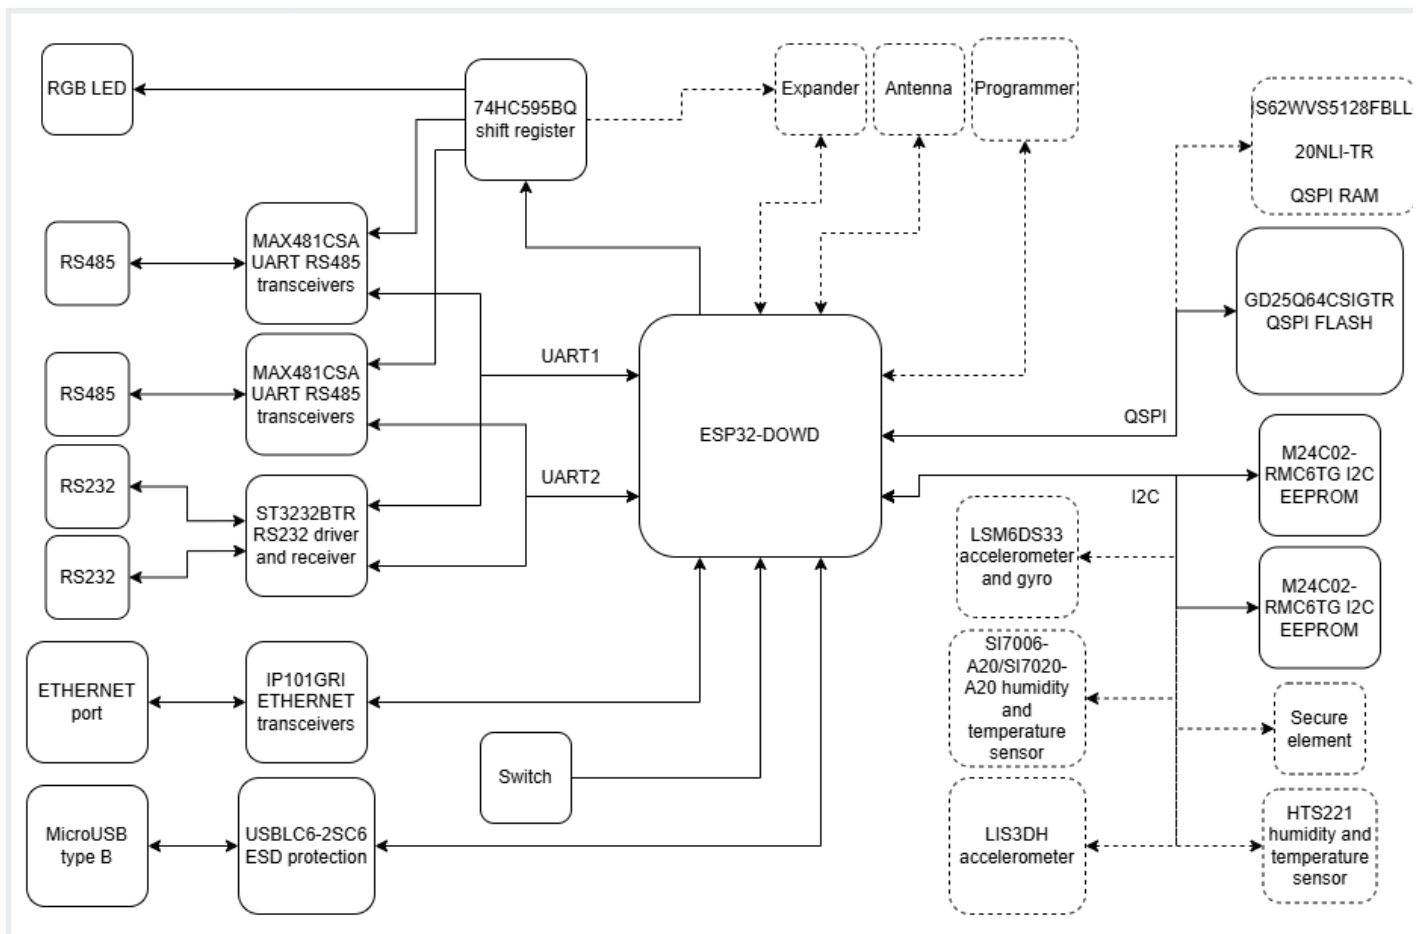 RGB LED
74HC595BQ
shift register
Expander
Antenna
Programmer
IS62WVS5128FBLL
20NLI-TR
QSPI RAM
RS485
MAX481CSA
UART RS485
transceivers
GD25Q64CSIGTR
QSPI FLASH
UART1
RS485
MAX481CSA
UART RS485
transceivers
ESP32-DOWD
QSPI
M24C02-
RMC6TG I2C
EEPROM
RS232
UART2
I2C
ST3232BTR
RS232 driver
and receiver
LSM6DS33
accelerometer
and gyro
RS232
M24C02-
RMC6TG I2C
EEPROM
ETHERNET
port
IP101GRI
ETHERNET
transceivers
SI7006-
A20/SI7020-
A20 humidity
and
temperature
sensor
Secure
element
Switch
MicroUSB
type B
USBLC6-2SC6
ESD protection
LIS3DH
accelerometer
HTS221
humidity and
temperature
sensor